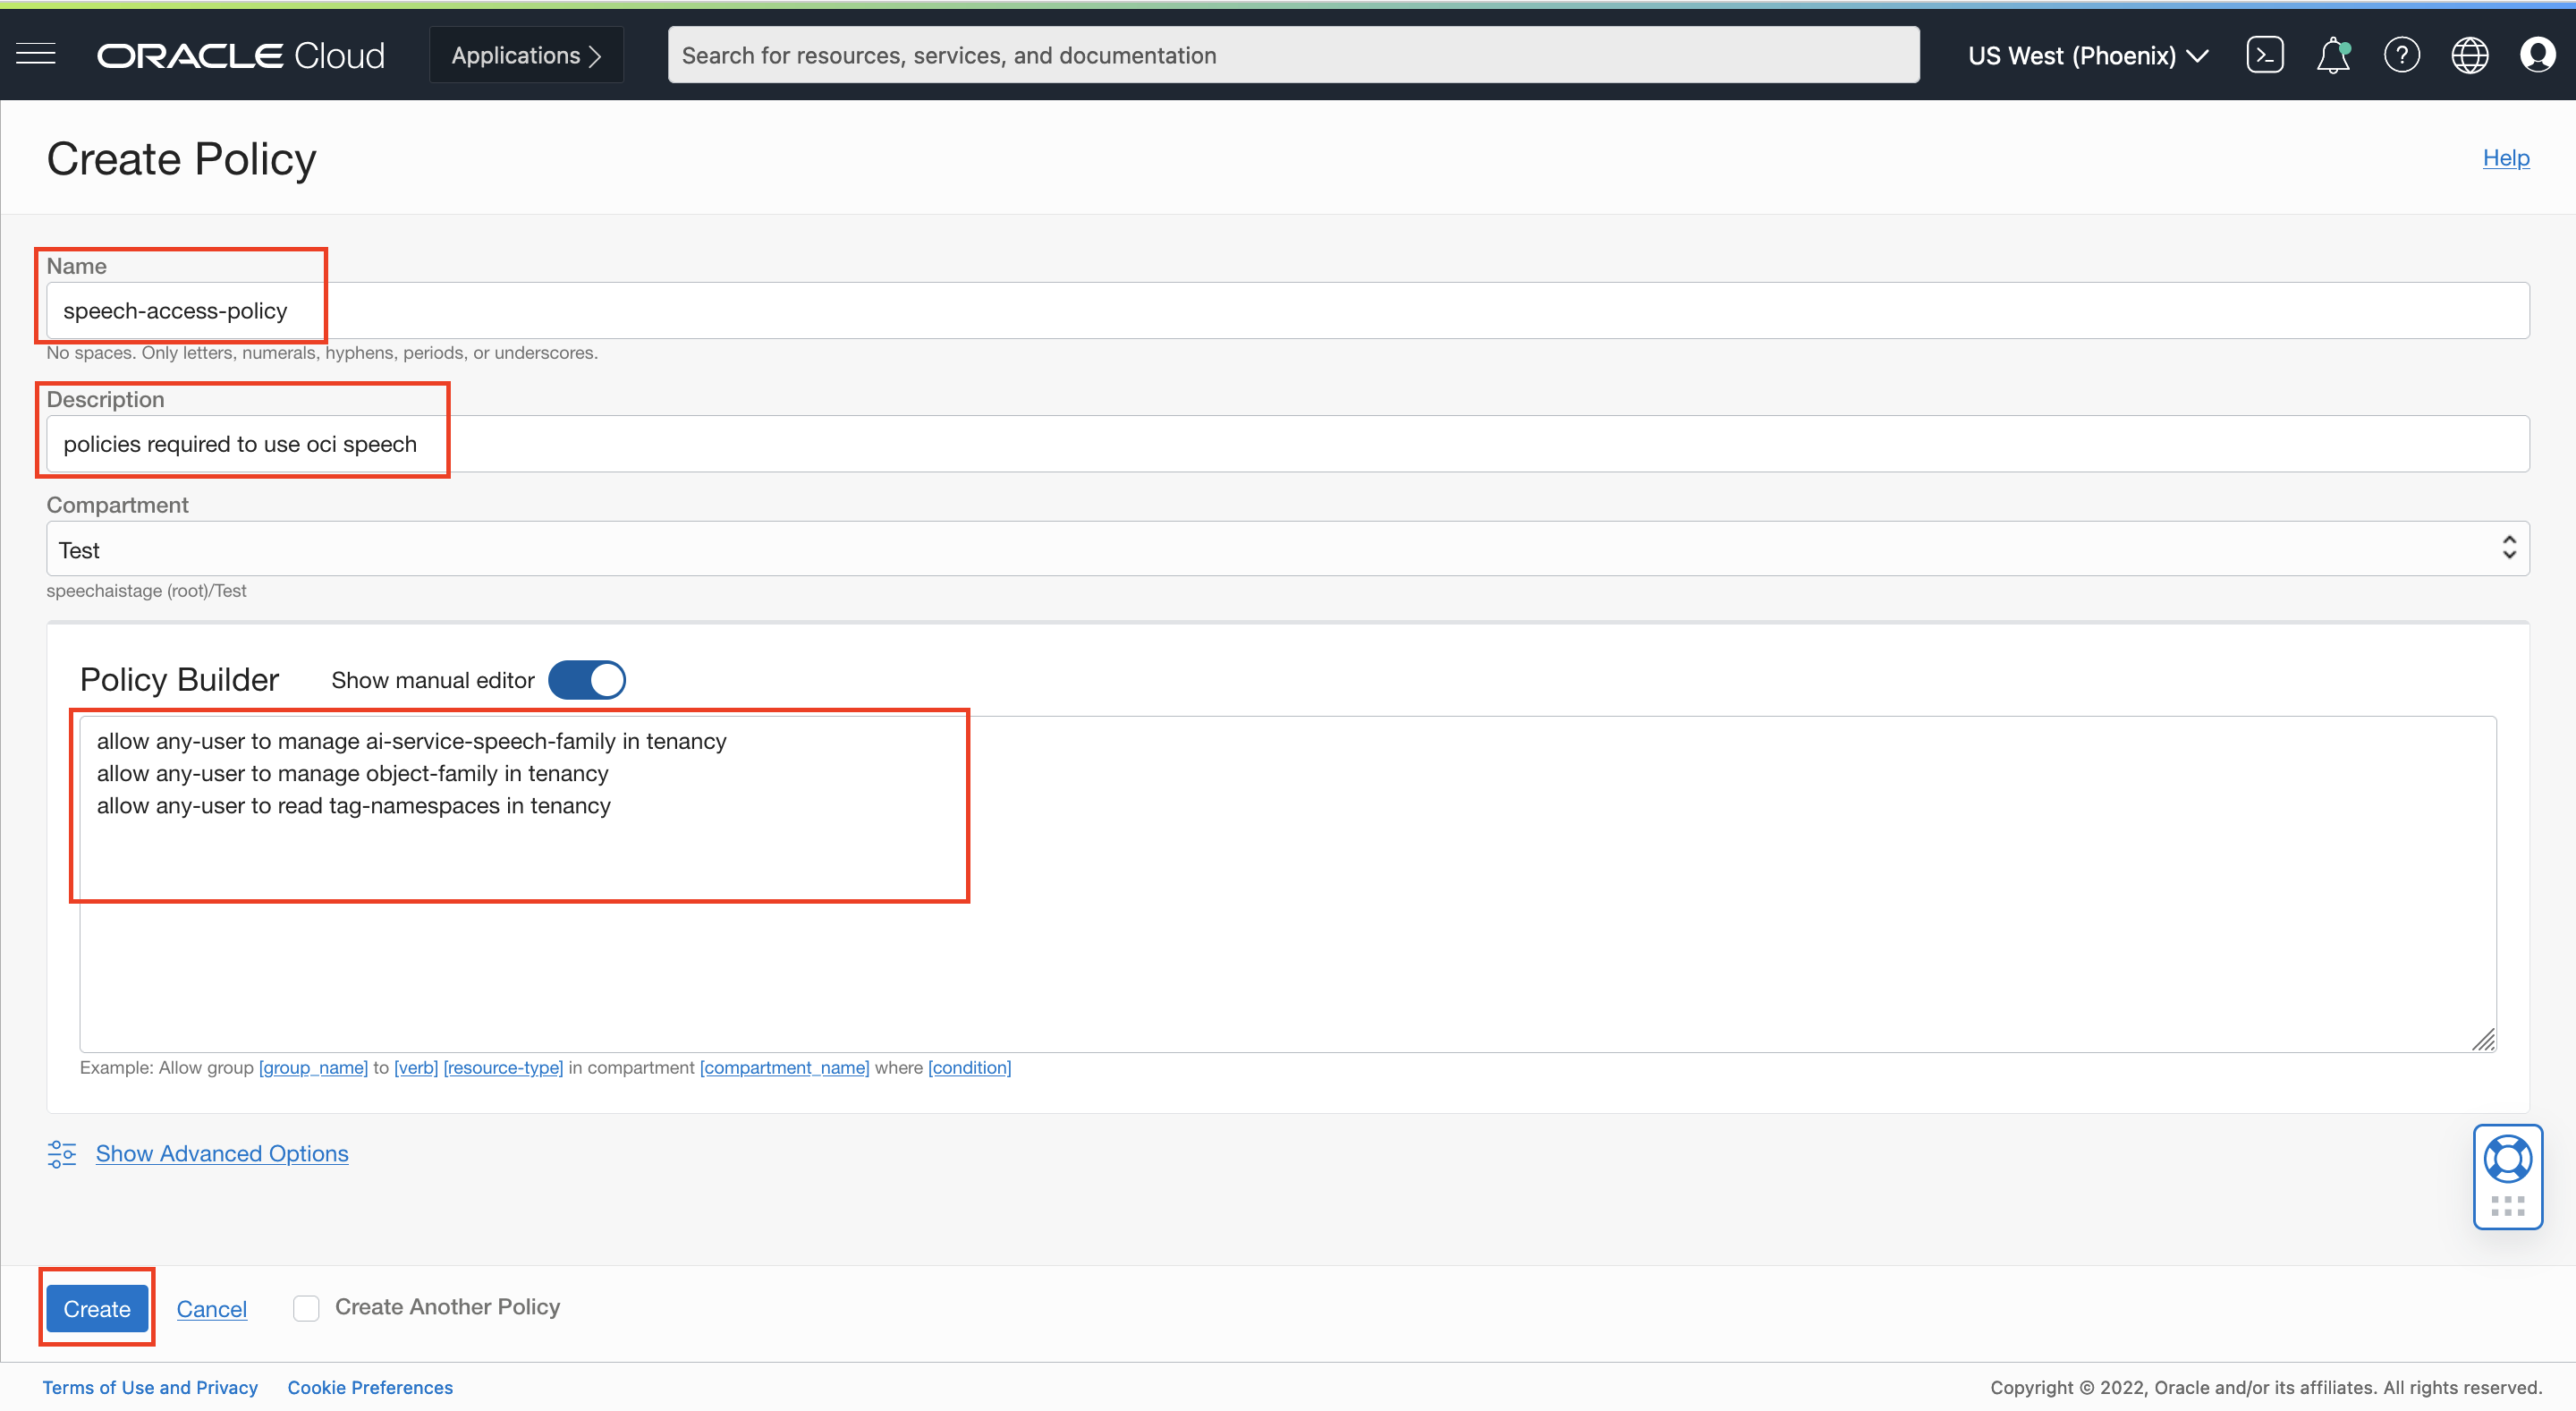 ORACLE Cloud
Applications
Search for resources, services, and documentation
US West (Phoenix)
Create Policy
Help
Name
speech-access-policy
No spaces. Only letters, numerals, hyphens, periods, or underscores.
Description
policies required to use oci speech
Compartment
Test
speechaistage (root)/Test
Policy Builder
Show manual editor
allow any-user to manage ai-service-speech-family in tenancy
allow any-user to manage object-family in tenancy
allow any-user to read tag-namespaces in tenancy
Example: Allow group [group_name] to [verb] [resource-type] in compartment [compartment_name] where [condition]
Show Advanced Options
Create
Cancel
Create Another Policy
Terms of Use and Privacy
Cookie Preferences
Copyright © 2022, Oracle and/or its affiliates. All rights reserved.